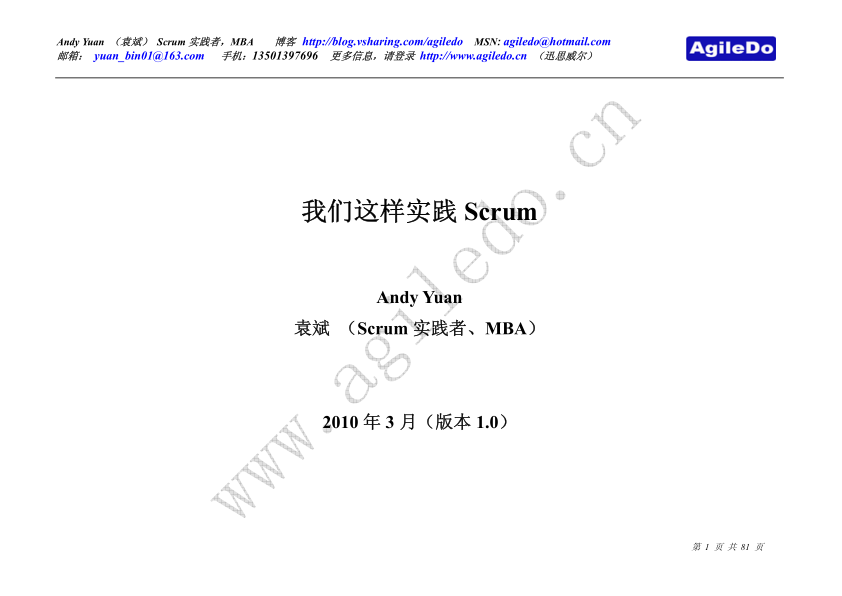 Andy Yuan （袁斌） Scrum 实践者，MBA 博客 http://blog.vsharing.com/agiledo MSN: agiledo@hotmail.com
邮箱： yuan_bin01@163.com 手机：13501397696 更多信息，请登录 http://www.agiledo.cn （迅思威尔）
AgileDo
我们这样实践 Scrum
Andy Yuan
袁斌 （Scrum 实践者、MBA）
2010 年 3 月（版本 1.0）
www.agiledo.cn
第 1 页 共 81 页